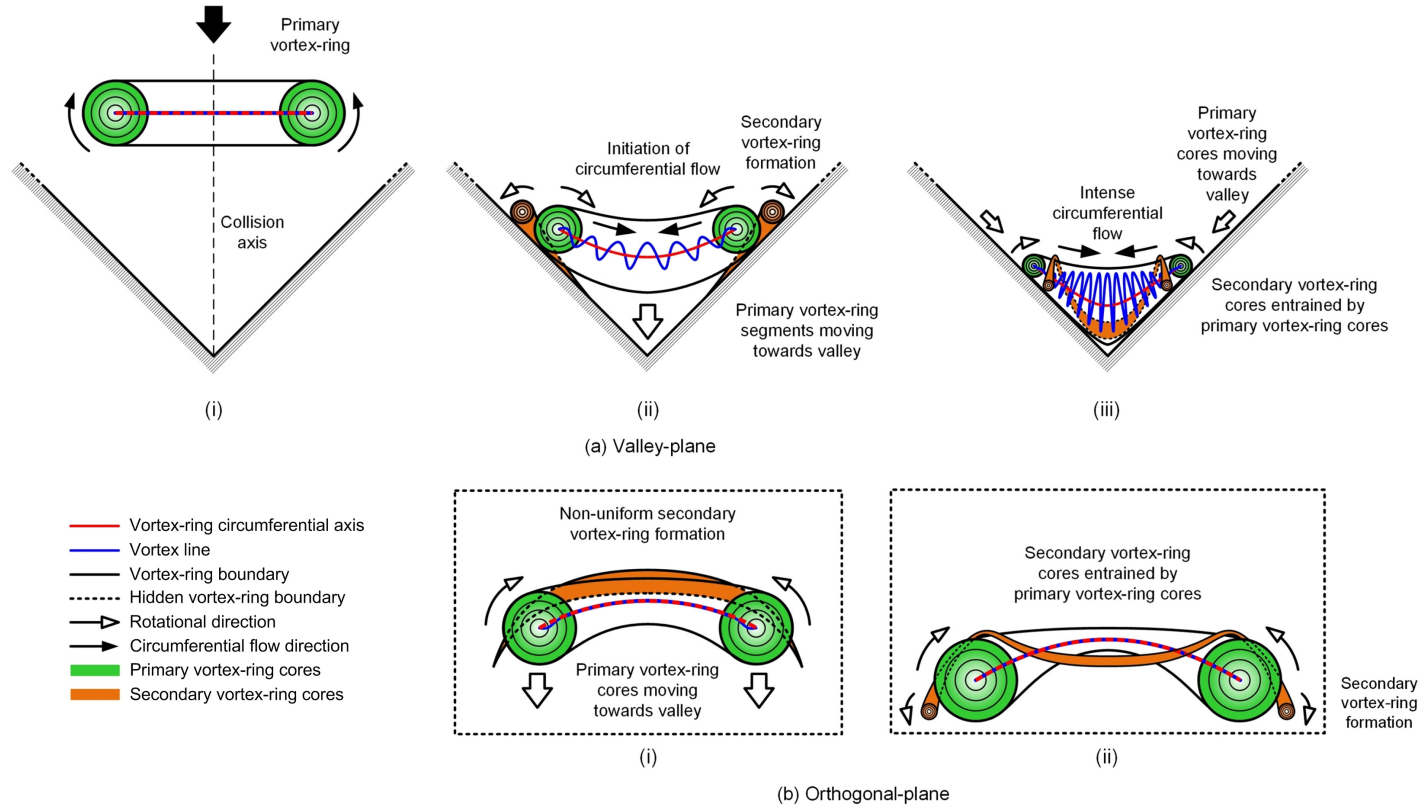 Primary
vortex-ring
Collision
axis
(i)
Initiation of
circumferential flow
Secondary
vortex-ring
formation
Primary vortex-ring
segments moving
towards valley
(ii)
Primary
vortex-ring
cores moving
towards
valley
Intense
circumferential
flow
Secondary vortex-ring
cores entrained by
primary vortex-ring cores
(iii)
(a) Valley-plane
Vortex-ring circumferential axis
Vortex line
Vortex-ring boundary
Hidden vortex-ring boundary
Rotational direction
Circumferential flow direction
Primary vortex-ring cores
Secondary vortex-ring cores
Non-uniform secondary
vortex-ring formation
Primary vortex-ring
cores moving
towards valley
(i)
Secondary vortex-ring
cores entrained by
primary vortex-ring cores
Secondary
vortex-ring
formation
(ii)
(b) Orthogonal-plane